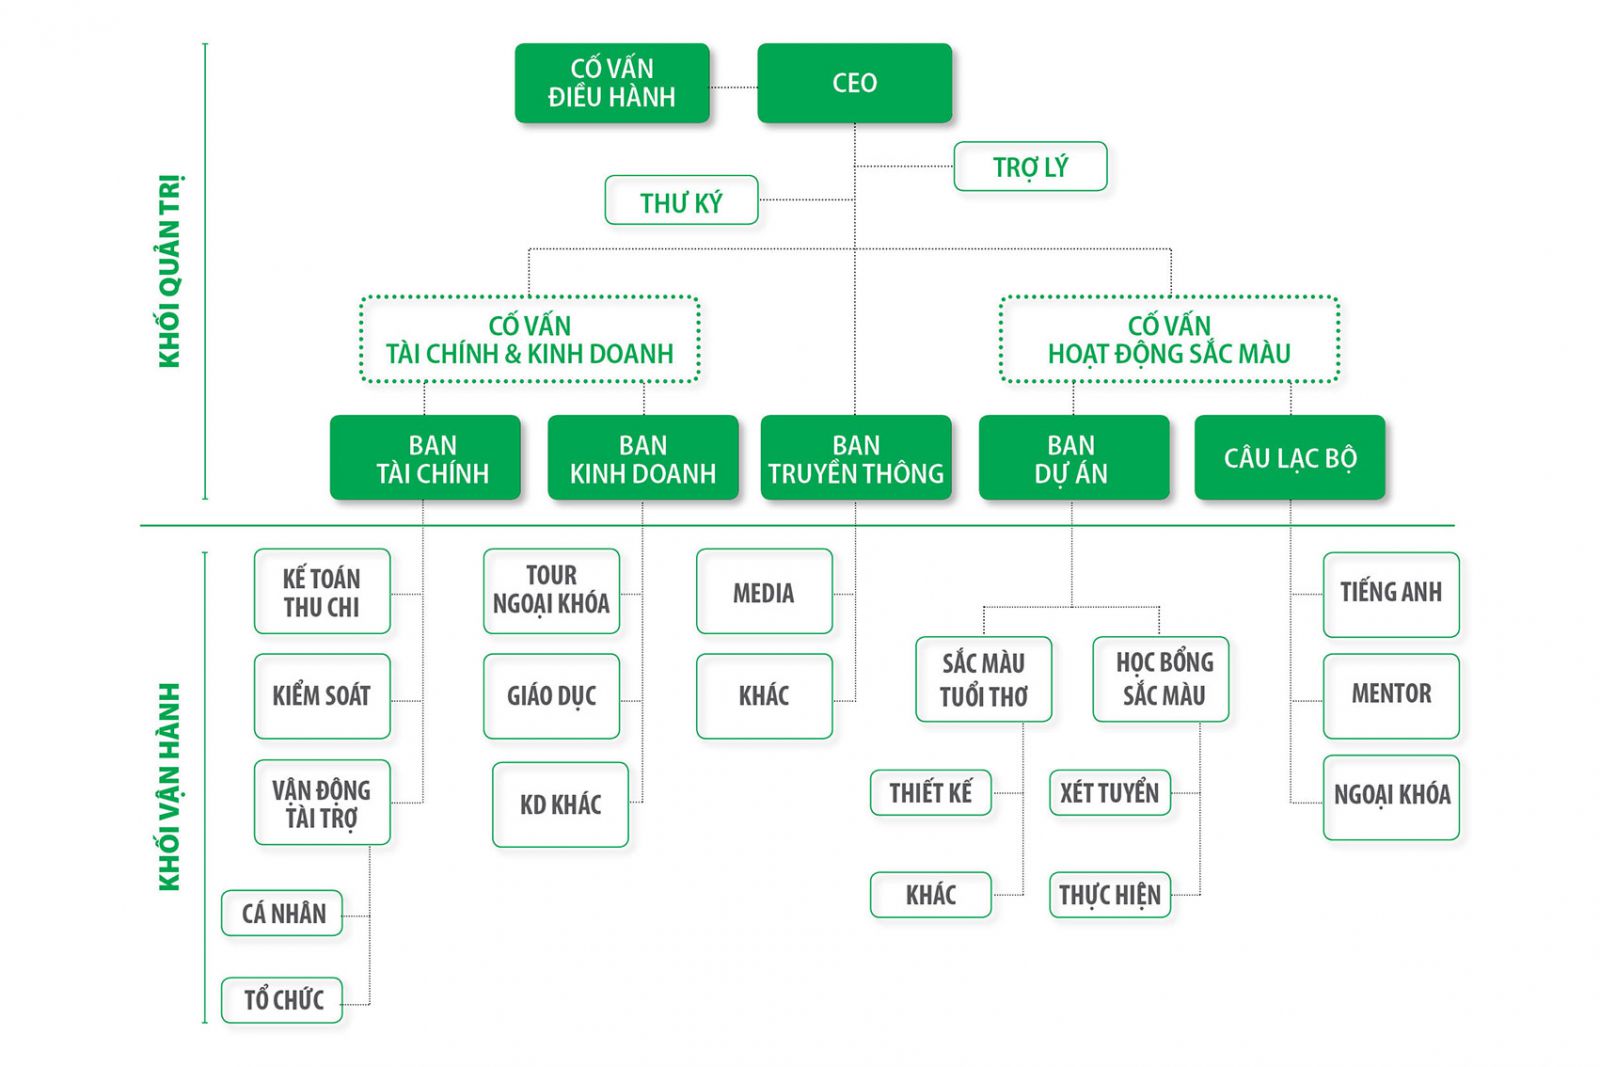 CỐ VẤN
ĐIỀU HÀNH
CEO
TRỢ LÝ
THƯ KÝ
KHỐI QUẢN TRỊ
CỐ VẤN
TÀI CHÍNH & KINH DOANH
CỐ VẤN
HOẠT ĐỘNG SẮC MÀU
BAN
TÀI CHÍNH
BAN
KINH DOANH
BAN
TRUYỀN THÔNG
BAN
DỰ ÁN
CÂU LẠC BỘ
KHỐI VẬN HÀNH
KẾ TOÁN
THU CHI
KIỂM SOÁT
VẬN ĐỘNG
TÀI TRỢ
CÁ NHÂN
TỔ CHỨC
TOUR
NGOẠI KHÓA
GIÁO DỤC
KD KHÁC
MEDIA
KHÁC
SẮC MÀU
TUỔI THƠ
THIẾT KẾ
KHÁC
HỌC BỔNG
SẮC MÀU
XÉT TUYỂN
THỰC HIỆN
TIẾNG ANH
MENTOR
NGOẠI KHÓA